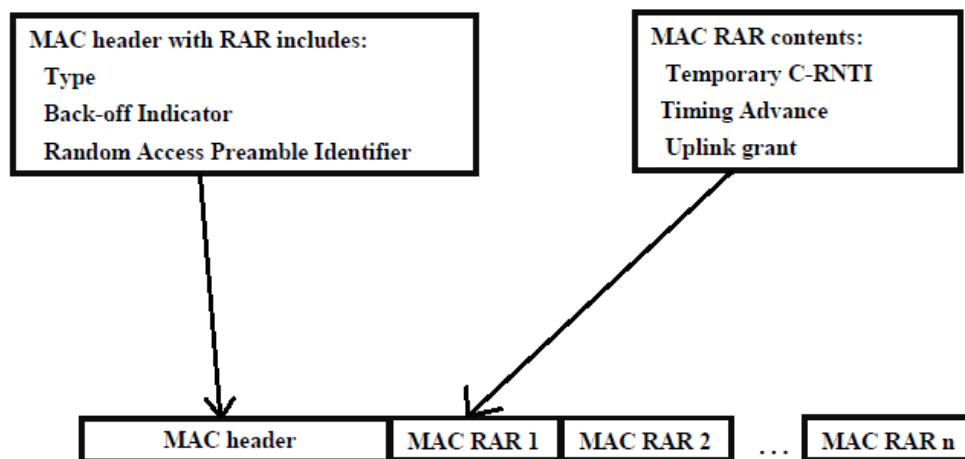 MAC header with RAR includes:
Type
Back-off Indicator
Random Access Preamble Identifier
MAC RAR contents:
Temporary C-RNTI
Timing Advance
Uplink grant
MAC header MAC RAR 1 MAC RAR 2 ... MAC RAR n